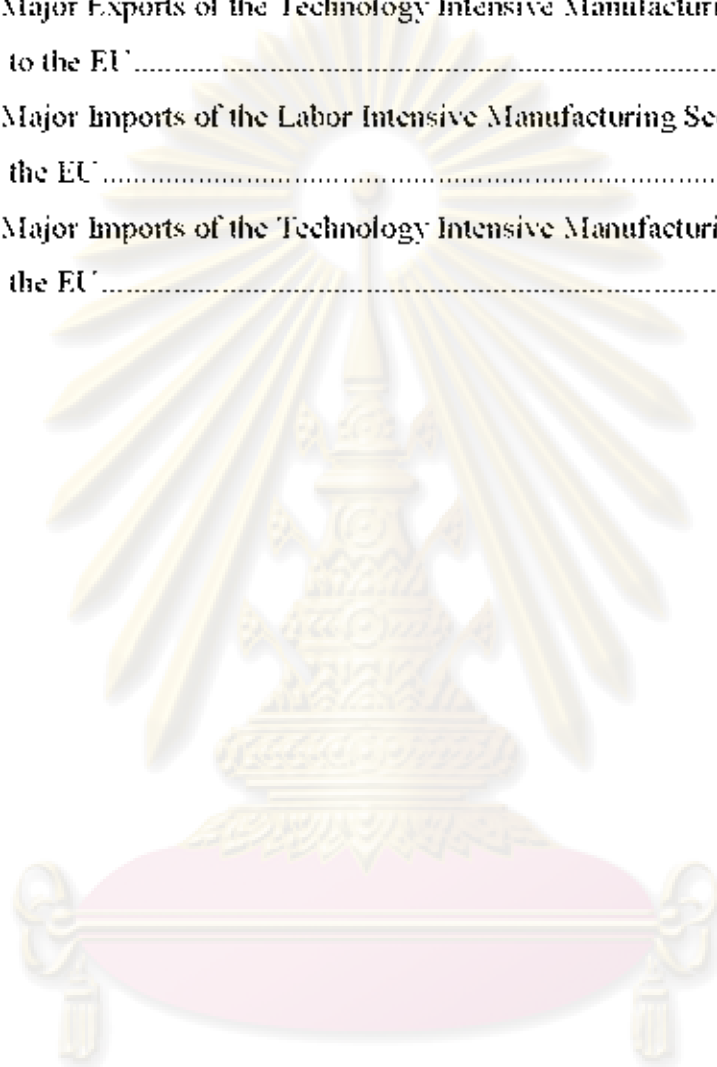 Major Exports of the Technology Intensive Manufacturi
to the EU................................................................................
Major Imports of the Labor Intensive Manufacturing Se
the EU................................................................................
Major Imports of the Technology Intensive Manufacturi
the EU................................................................................